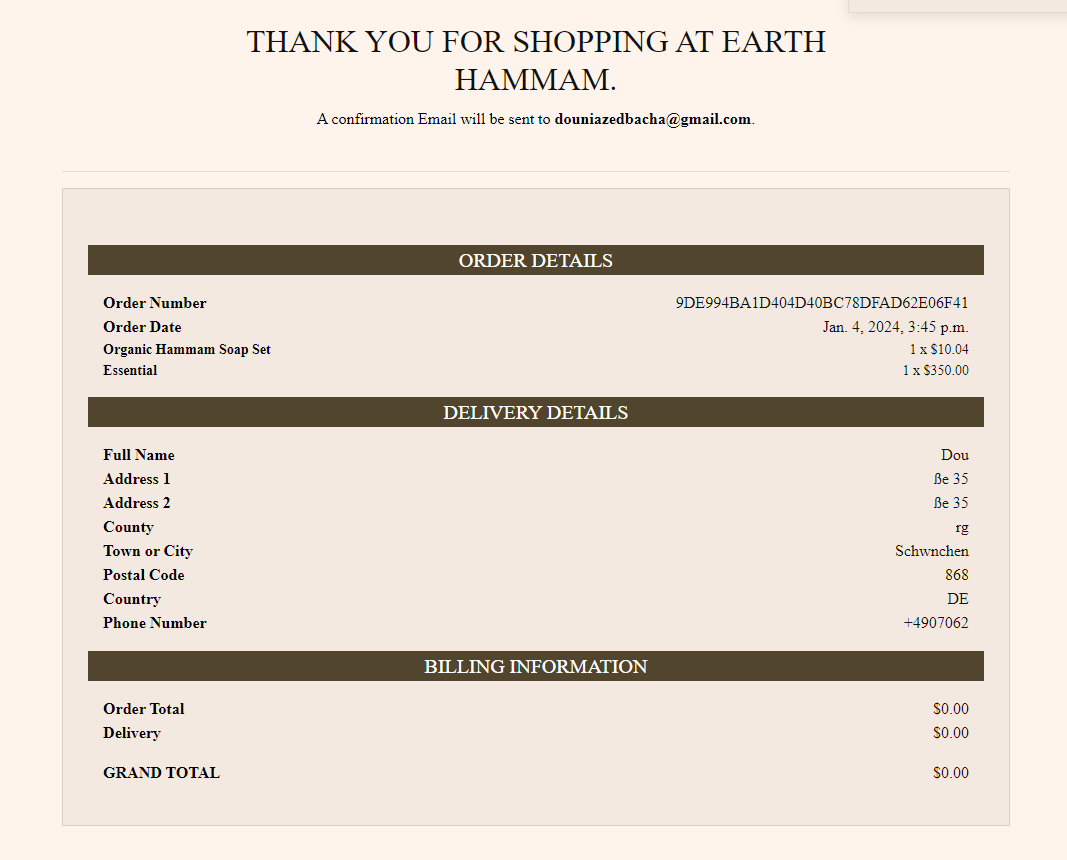 THANK YOU FOR SHOPPING AT EARTH
HAMMAM.
A confirmation Email will be sent to douniazedbacha@gmail.com.
ORDER DETAILS
Order Number 9DE994BA1D404D40BC78DFAD62E06F41
Order Date Jan. 4, 2024, 3:45 p.m.
Organic Hammam Soap Set 1 x $10.04
Essential 1 x $350.00
DELIVERY DETAILS
Full Name Dou
Address 1 ße 35
Address 2 ße 35
County rg
Town or City Schwnchen
Postal Code 868
Country DE
Phone Number +4907062
BILLING INFORMATION
Order Total $0.00
Delivery $0.00
GRAND TOTAL $0.00